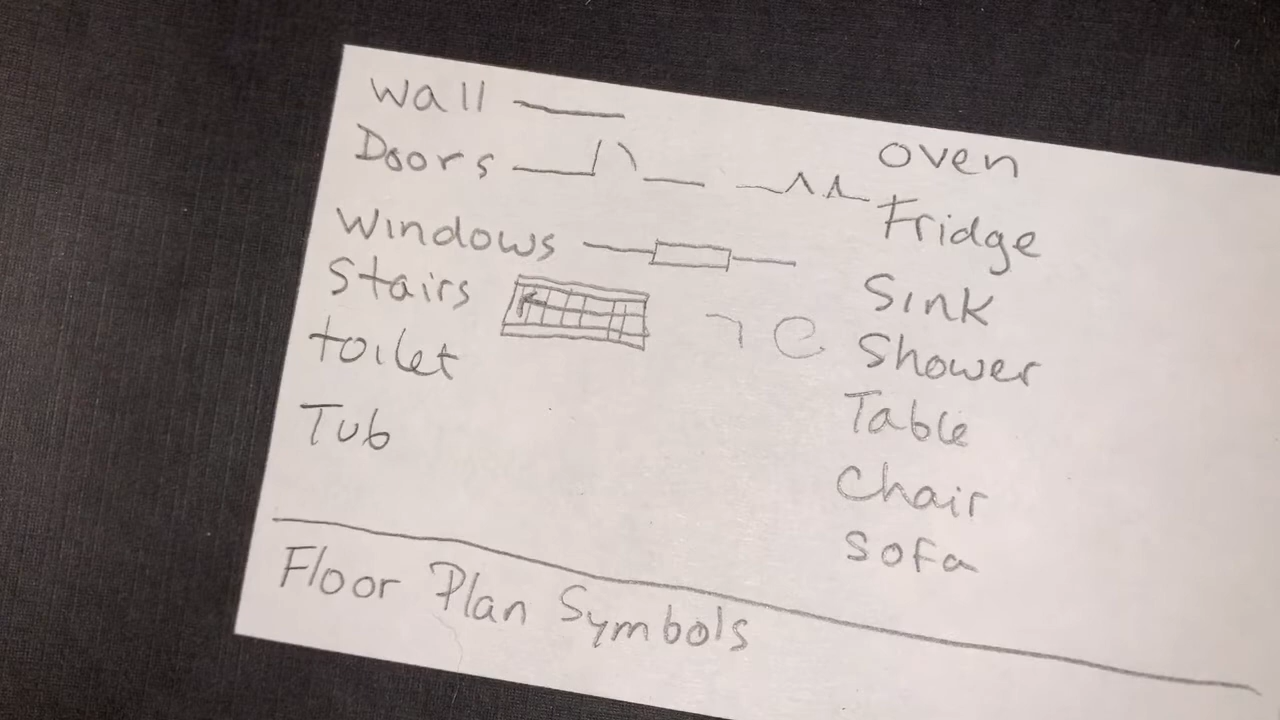 Wall
Doors
Windows
Stairs
toilet
Tub
Oven
Fridge
Sink
Shower
Table
Chair
Sofa
Floor Plan Symbols